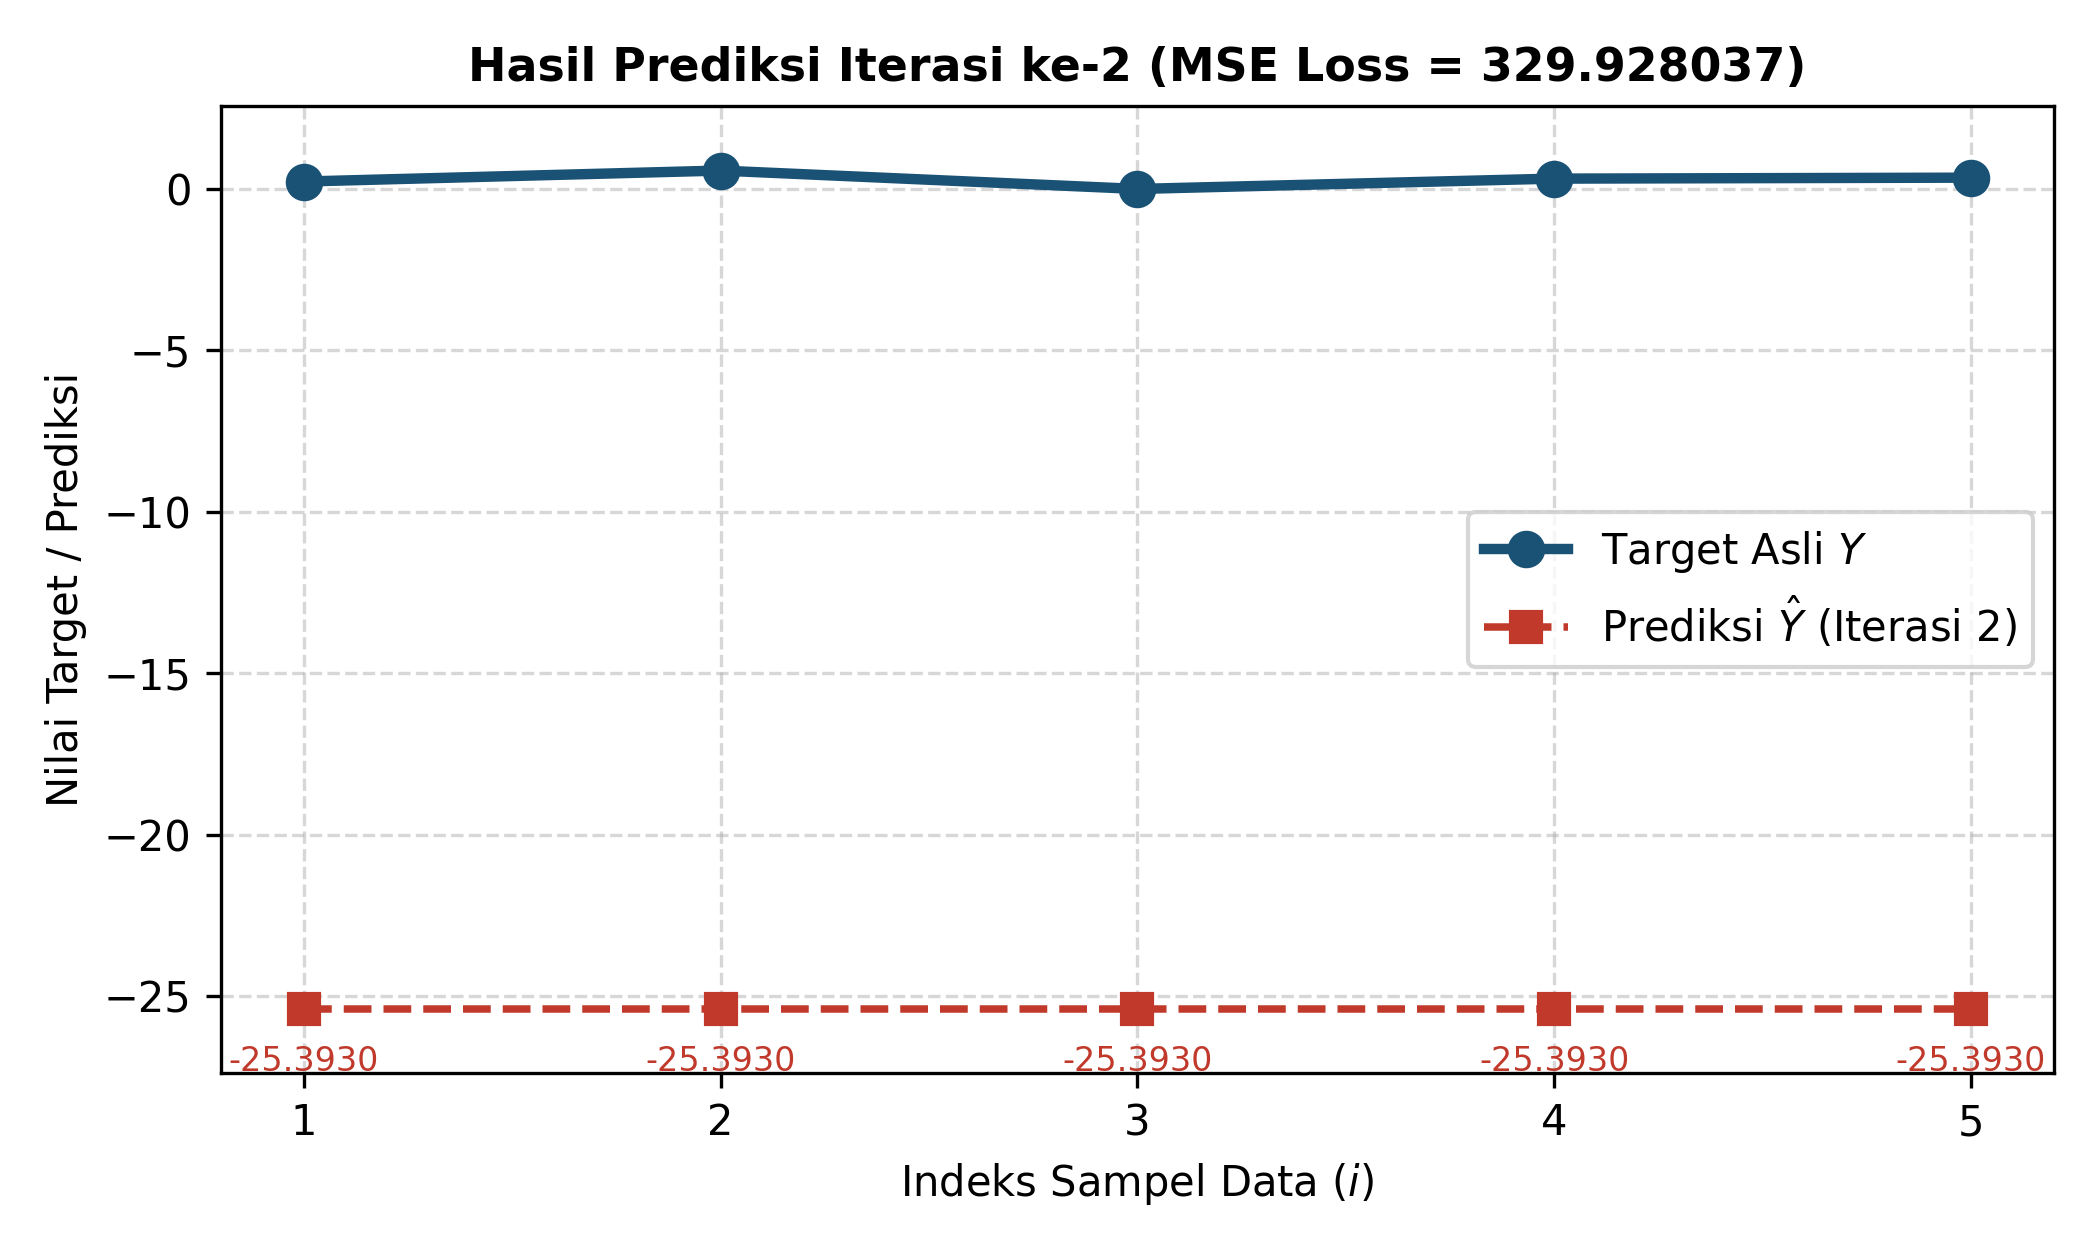 Hasil Prediksi Iterasi ke-2 (MSE Loss = 329.928037)
Nilai Target / Prediksi
0
−5
−10
−15
−20
−25
Target Asli Y
Prediksi Ŷ (Iterasi 2)
-25.3930 -25.3930 -25.3930 -25.3930 -25.3930
1 2 3 4 5
Indeks Sampel Data (i)